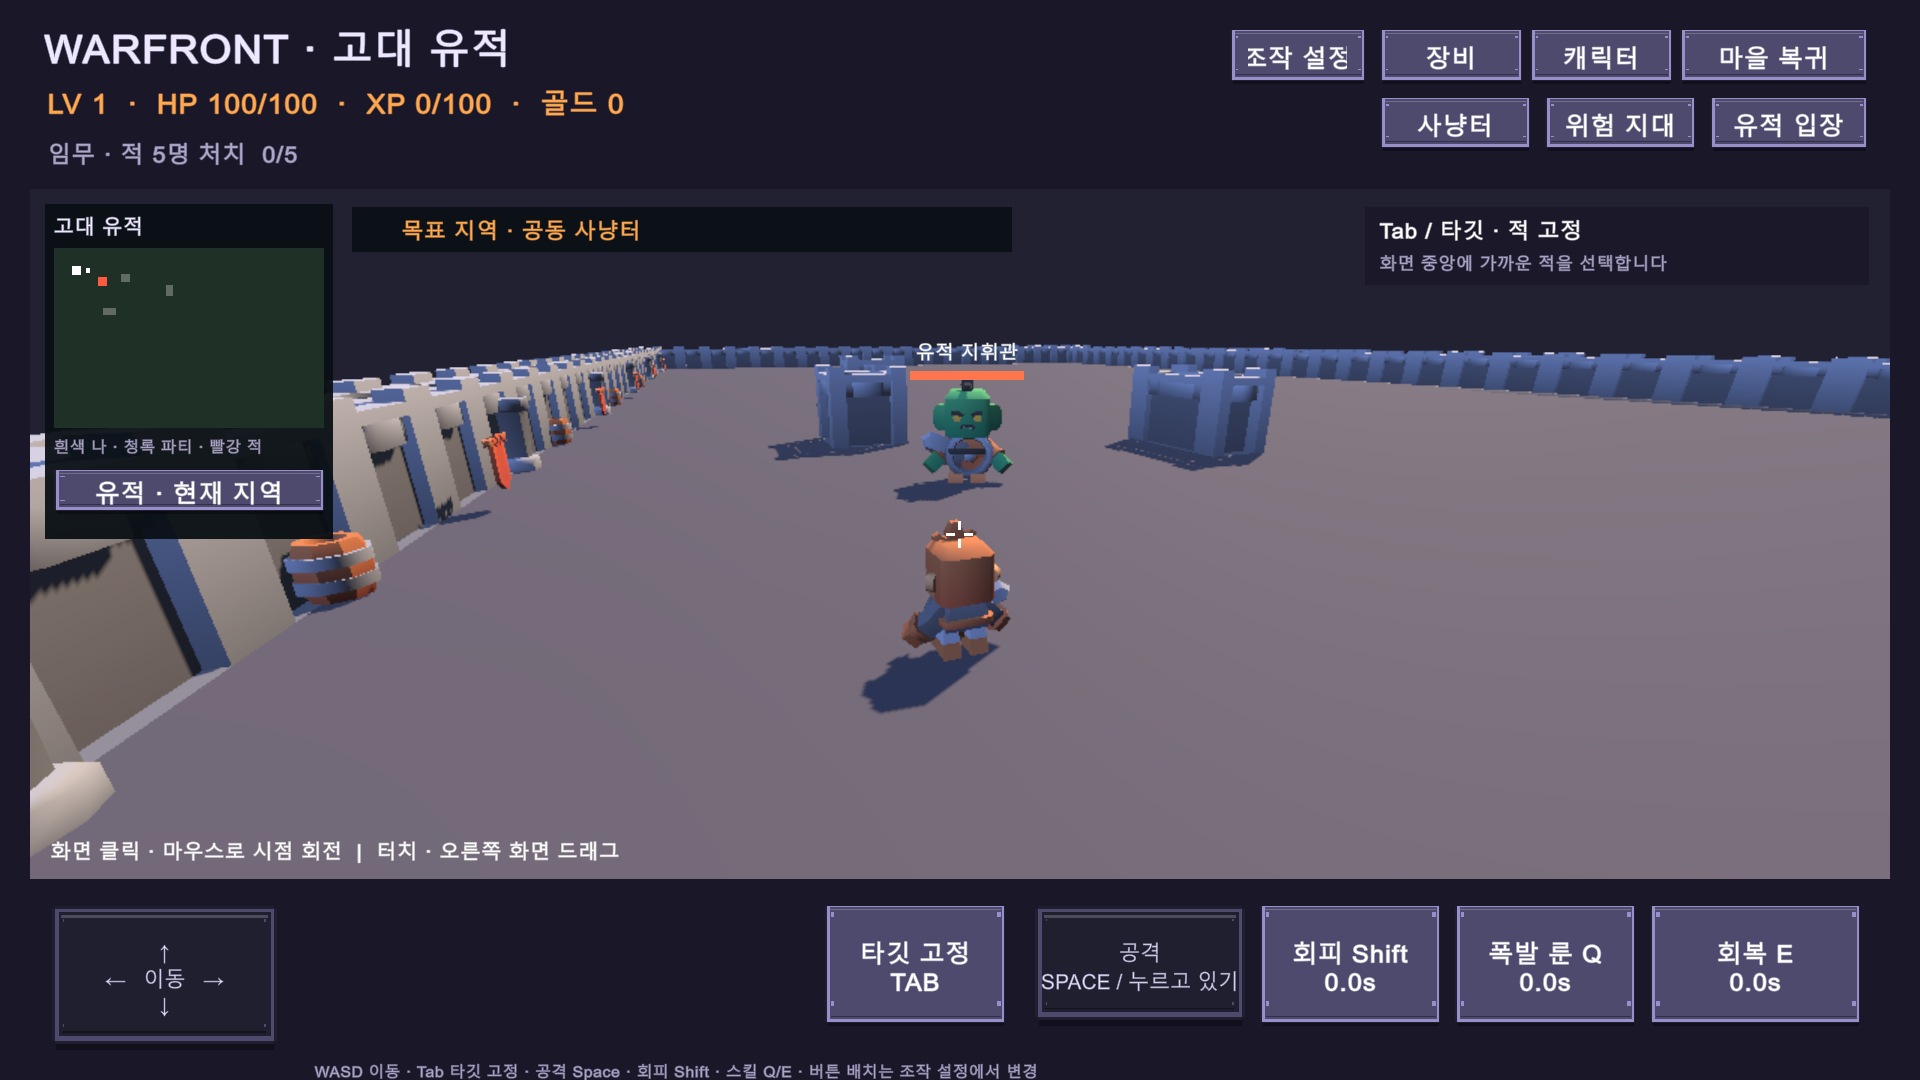 WARFRONT · 고대 유적
LV 1 · HP 100/100 · XP 0/100 · 골드 0
임무 · 적 5명 처치 0/5
조작 설정
장비
캐릭터
마을 복귀
사냥터
위험 지대
유적 입장
고대 유적
목표 지역 · 공동 사냥터
Tab / 타깃 · 적 고정
화면 중앙에 가까운 적을 선택합니다
유적 지휘관
흰색 나 · 청록 파티 · 빨강 적
유적 · 현재 지역
화면 클릭 · 마우스로 시점 회전 | 터치 · 오른쪽 화면 드래그
↑
← 이동 →
↓
타깃 고정
TAB
공격
SPACE / 누르고 있기
회피 Shift
0.0s
폭발 룬 Q
0.0s
회복 E
0.0s
WASD 이동 · Tab 타깃 고정 · 공격 Space · 회피 Shift · 스킬 Q/E · 버튼 배치는 조작 설정에서 변경